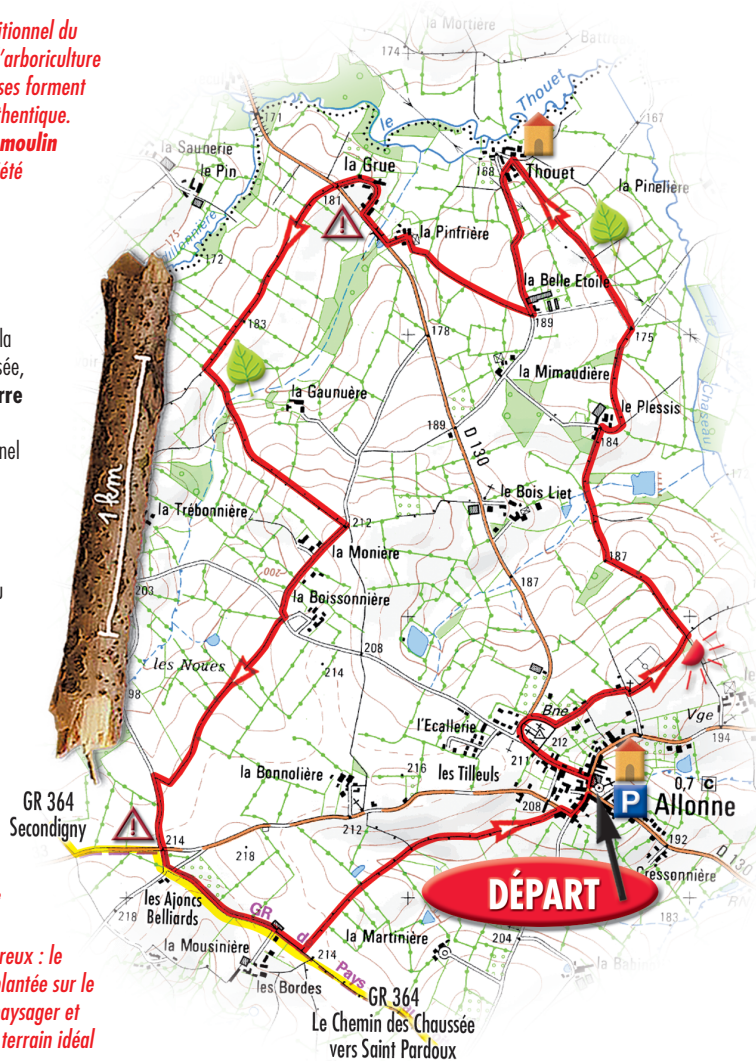 itionnel du
'arboriculture
ses forment
thentique.
moulin
été
la
sée,
rre
nel
u
reux : le
plantée sur le
paysager et
terrain idéal
la Mortière
174
Thouet
le
171
167
la Saunerie
le Pin
la Grue
168
Thouet
181
la Pinelière
175
la Pinfrière
172
la Belle Etoile
189
183
178
175
la Mimaudière
Chaseau
le
la Gaunuère
le Plessis
184
189
D 130
1 km
le Bois Liet
la Trébonnière
212
175
la Monière
187
200
203
187
la Boissonnière
208
les Noues
214
98
Bne
Vge
l'Ecallerie
212
194
211
les Tilleuls
la Bonnolière
216
0,7 C
P
Allonne
GR 364
Secondigny
208
212
192
214
218
D 130
Cressonnière
DÉPART
les Ajoncs
Belliards
218
GR
d
183
la Martinière
204
la Mousinière
214
Pays
les Bordes
GR 364
Le Chemin des Chaussée
vers Saint Pardoux